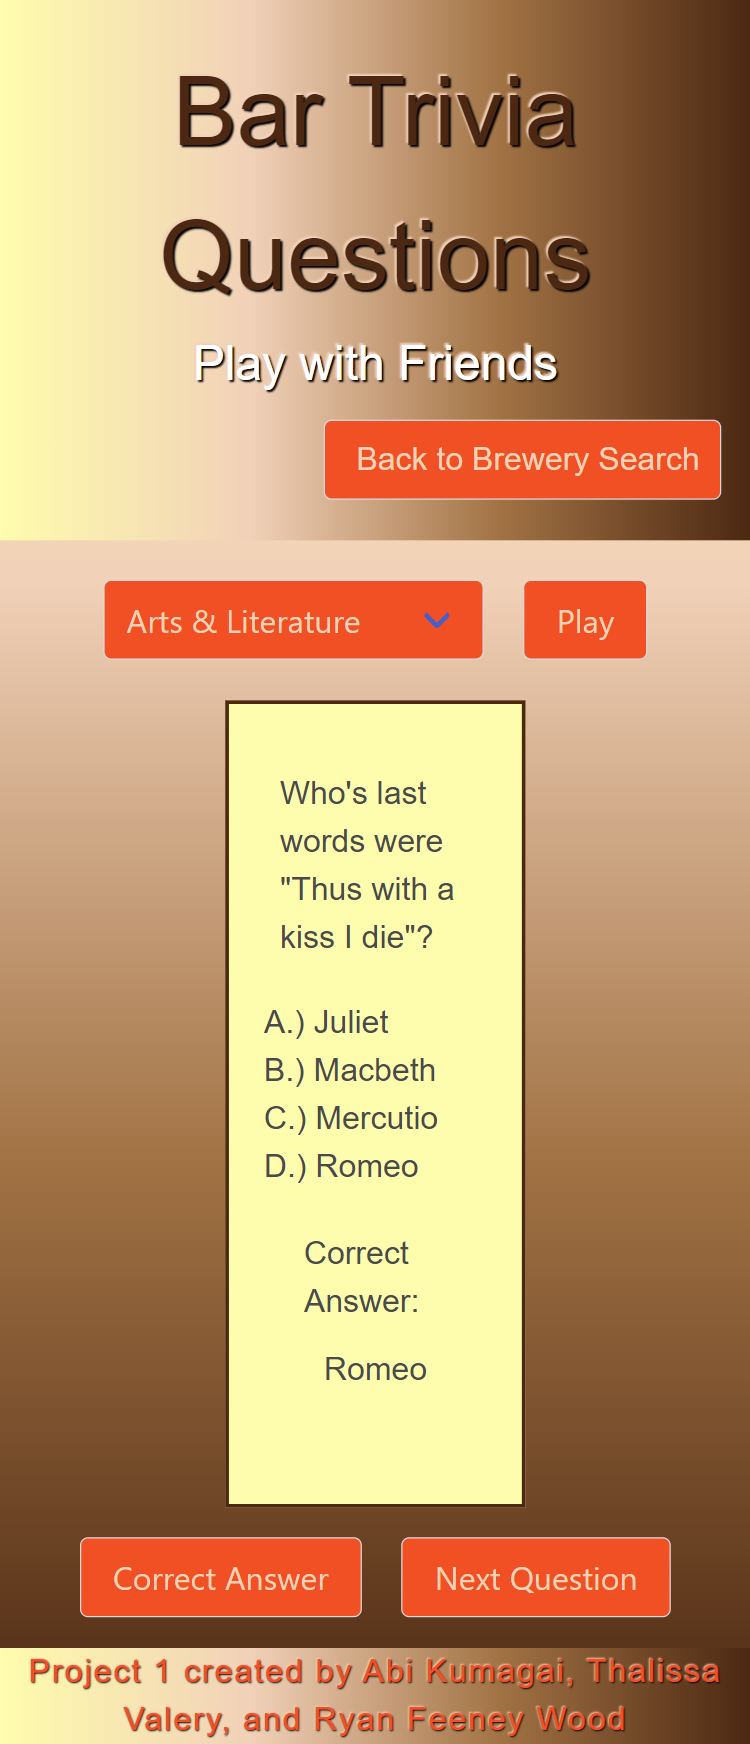 Bar Trivia
Questions
Play with Friends
Back to Brewery Search
Arts & Literature
Play
Who's last
words were
"Thus with a
kiss I die"?
A.) Juliet
B.) Macbeth
C.) Mercutio
D.) Romeo
Correct
Answer:
Romeo
Correct Answer
Next Question
Project 1 created by Abi Kumagai, Thalissa
Valery, and Ryan Feeney Wood